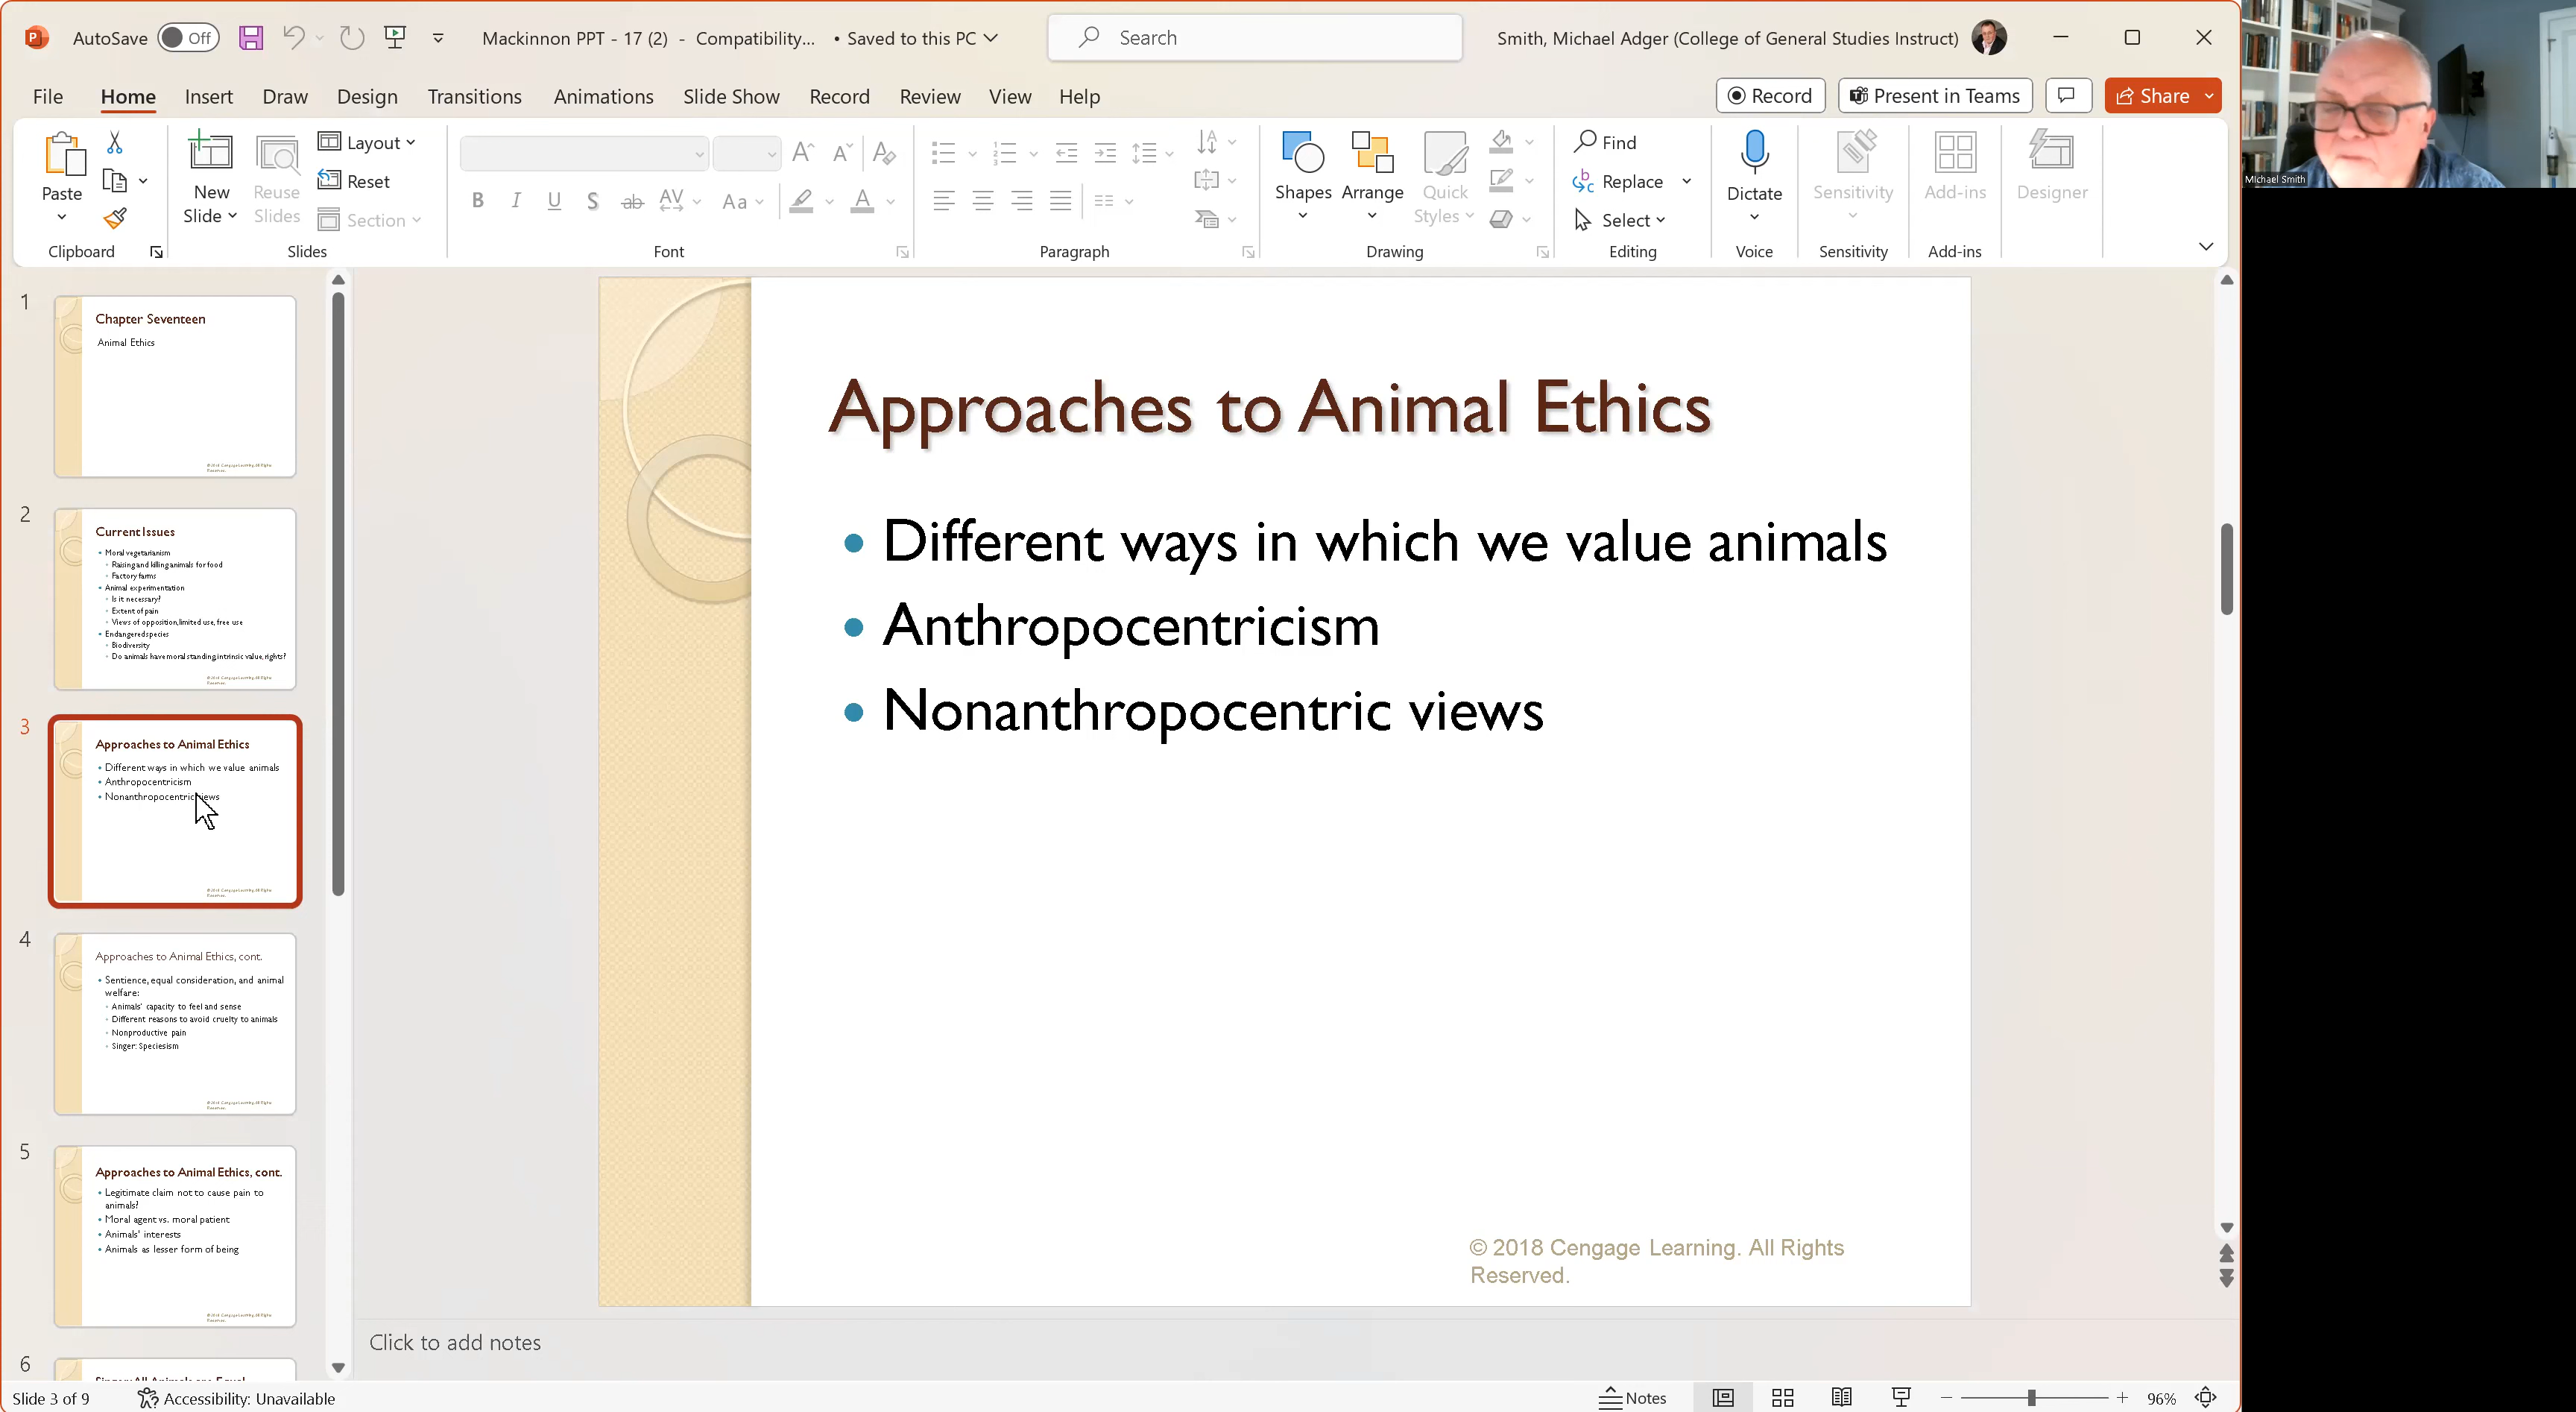 AutoSave Off Mackinnon PPT - 17 (2) - Compatibility... • Saved to this PC Search Smith, Michael Adger (College of General Studies Instruct)
File Home Insert Draw Design Transitions Animations Slide Show Record Review View Help Record Present in Teams Share
Paste
New Slide
Reuse Slides
Layout
Reset
Section
B I U S ab AV Aa A
Shapes
Arrange
Quick Styles
Find
Replace
Select
Dictate
Sensitivity
Add-ins
Designer
Clipboard Slides Font Paragraph Drawing Editing Voice Sensitivity Add-ins
Michael Smith
1
Chapter Seventeen
Animal Ethics
2
Current Issues
• Moral vegetarianism
Raising and killing animals for food
Factory farms
• Animal experimentation
Is it necessary?
Extent of pain
Views of opposition, limited use, free use
• Endangered species
Biodiversity
Do animals have moral standing, intrinsic value, rights?
3
Approaches to Animal Ethics
• Different ways in which we value animals
• Anthropocentricism
• Nonanthropocentric views
4
Approaches to Animal Ethics, cont.
• Sentience, equal consideration, and animal
welfare:
Animals' capacity to feel and sense
Different reasons to avoid cruelty to animals
Nonproductive pain
Singer: Speciesism
5
Approaches to Animal Ethics, cont.
• Legitimate claim not to cause pain to
animals?
• Moral agent vs. moral patient
• Animals' interests
• Animals as lesser form of being
6
Approaches to Animal Ethics
• Different ways in which we value animals
• Anthropocentricism
• Nonanthropocentric views
© 2018 Cengage Learning. All Rights
Reserved.
Click to add notes
Slide 3 of 9 Accessibility: Unavailable Notes 96%